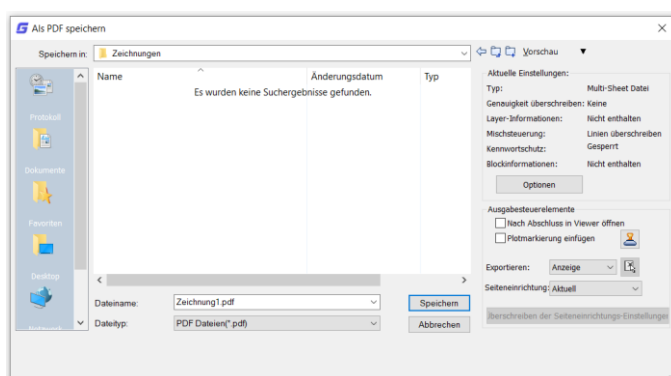 Als PDF speichern
Speichern in: Zeichnungen
Vorschau
Name Änderungsdatum Typ
Es wurden keine Suchergebnisse gefunden.
Protokoll
Dokumente
Favoriten
Desktop
Aktuelle Einstellungen:
Typ: Multi-Sheet Datei
Genauigkeit überschreiben: Keine
Layer-Informationen: Nicht enthalten
Mischsteuerung: Linien überschreiben
Kennwortschutz: Gesperrt
Blockinformationen: Nicht enthalten
Optionen
Ausgabesteuerelemente
Nach Abschluss in Viewer öffnen
Plotmarkierung einfügen
Exportieren: Anzeige
Seiteneinrichtung: Aktuell
berschreiben der Seiteneinrichtungs-Einstellunger
Dateiname: Zeichnung1.pdf
Speichern
Dateityp: PDF Dateien(*.pdf)
Abbrechen